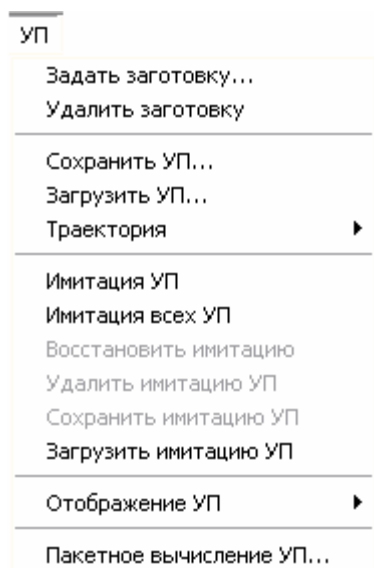 УП
Задать заготовку...
Удалить заготовку
Сохранить УП...
Загрузить УП...
Траектория
Имитация УП
Имитация всех УП
Восстановить имитацию
Удалить имитацию УП
Сохранить имитацию УП
Загрузить имитацию УП
Отображение УП
Пакетное вычисление УП...